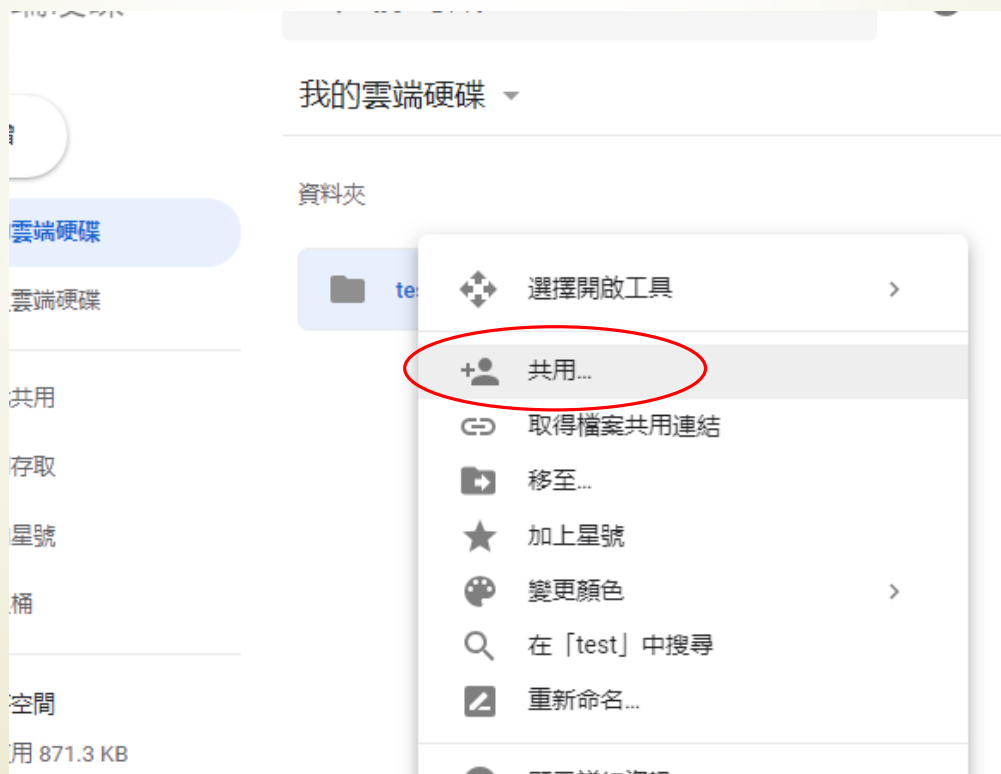 我的雲端硬碟
資料夾
雲端硬碟
雲端硬碟
共用
存取
星號
桶
空間
用 871.3 KB
選擇開啟工具
共用...
取得檔案共用連結
移至...
加上星號
變更顏色
在「test」中搜尋
重新命名...